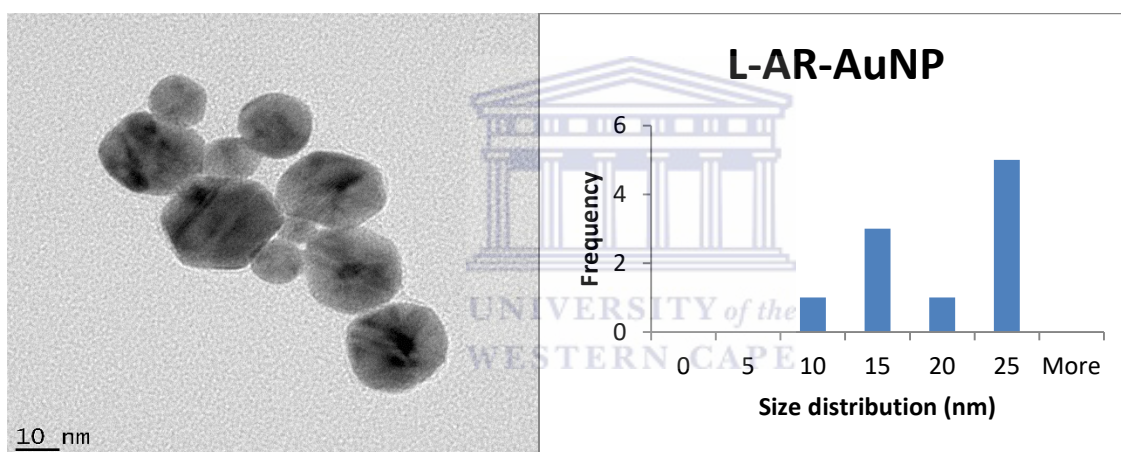 10 nm
L-AR-AuNP
Frequency
6
4
2
0
0 5 10 15 20 25 More
Size distribution (nm)
UNIVERSITY of the
WESTERN CAPE